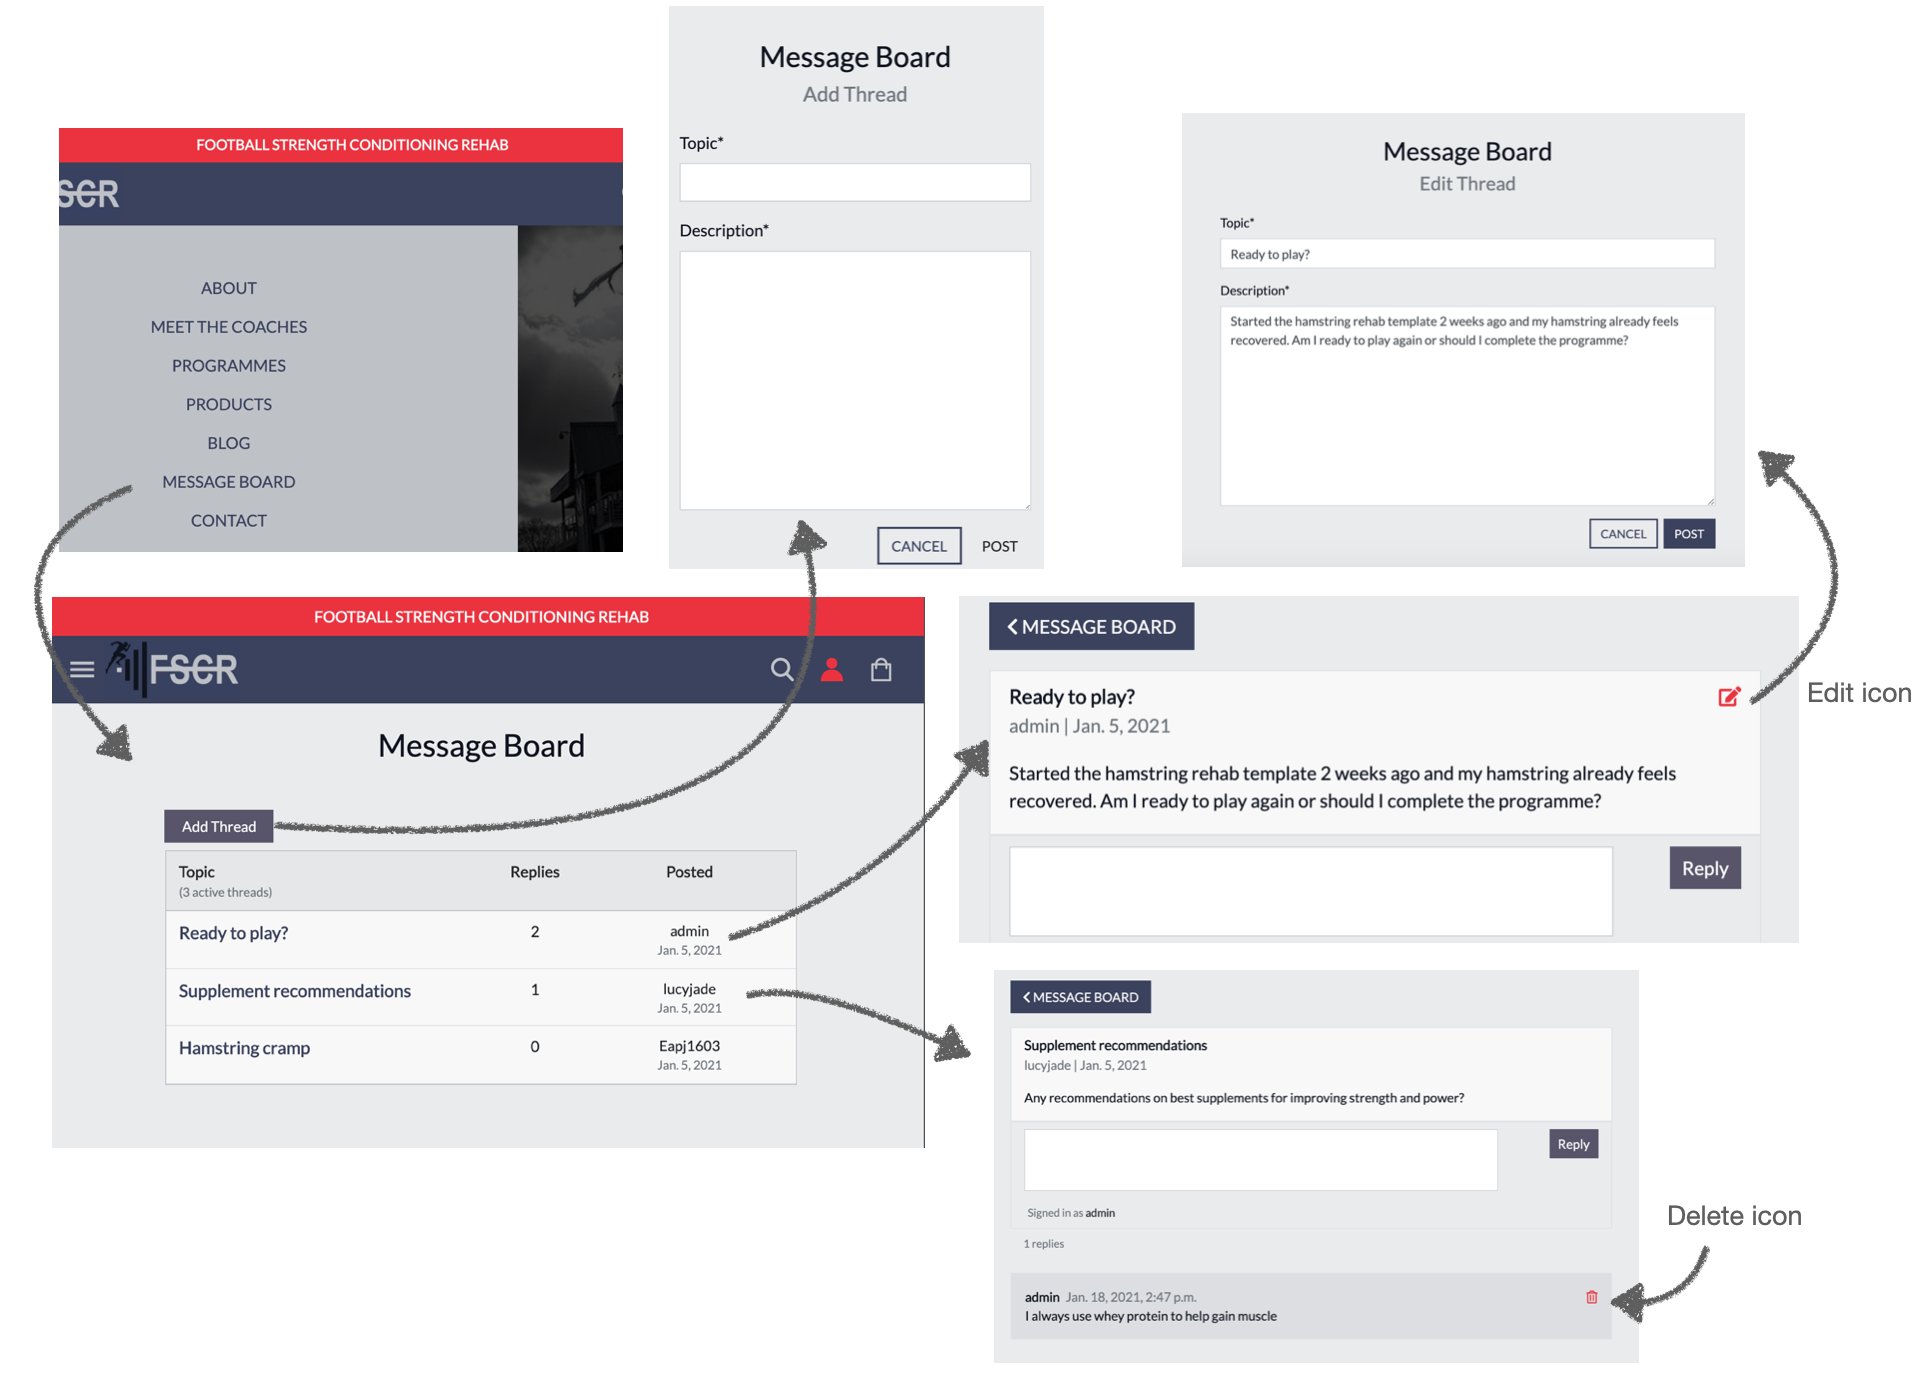 FOOTBALL STRENGTH CONDITIONING REHAB
SCR
ABOUT
MEET THE COACHES
PROGRAMMES
PRODUCTS
BLOG
MESSAGE BOARD
CONTACT
Message Board
Add Thread
Topic*
Description*
CANCEL POST
Message Board
Edit Thread
Topic*
Ready to play?
Description*
Started the hamstring rehab template 2 weeks ago and my hamstring already feels
recovered. Am I ready to play again or should I complete the programme?
CANCEL POST
FOOTBALL STRENGTH CONDITIONING REHAB
FSCR
Message Board
Add Thread
Topic Replies Posted
(3 active threads)
Ready to play? 2 admin
Jan. 5, 2021
Supplement recommendations 1 lucyjade
Jan. 5, 2021
Hamstring cramp 0 Eapj1603
Jan. 5, 2021
MESSAGE BOARD
Ready to play?
admin | Jan. 5, 2021
Started the hamstring rehab template 2 weeks ago and my hamstring already feels
recovered. Am I ready to play again or should I complete the programme?
Reply
Edit icon
MESSAGE BOARD
Supplement recommendations
lucyjade | Jan. 5, 2021
Any recommendations on best supplements for improving strength and power?
Reply
Signed in as admin
1 replies
admin Jan. 18, 2021, 2:47 p.m.
I always use whey protein to help gain muscle
Delete icon